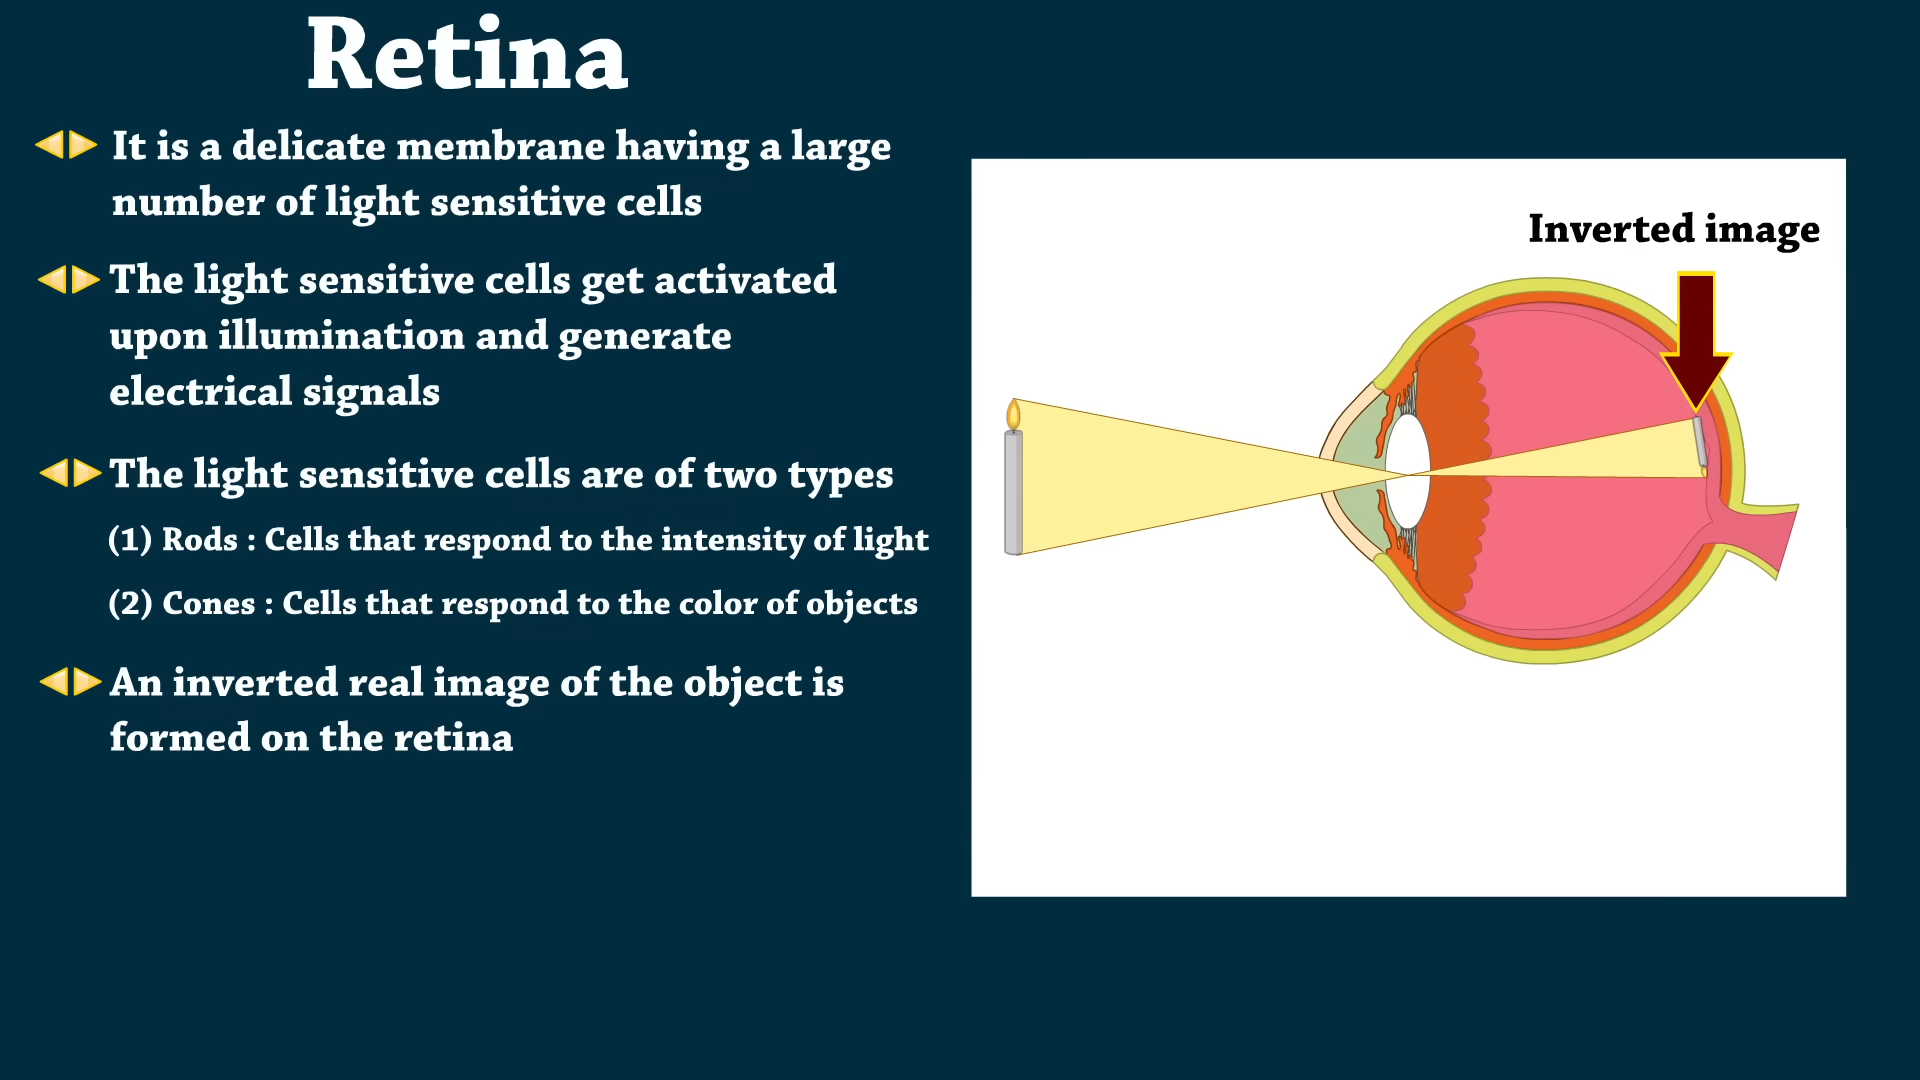 Retina
It is a delicate membrane having a large
number of light sensitive cells
The light sensitive cells get activated
upon illumination and generate
electrical signals
The light sensitive cells are of two types
(1) Rods : Cells that respond to the intensity of light
(2) Cones : Cells that respond to the color of objects
An inverted real image of the object is
formed on the retina
Inverted image